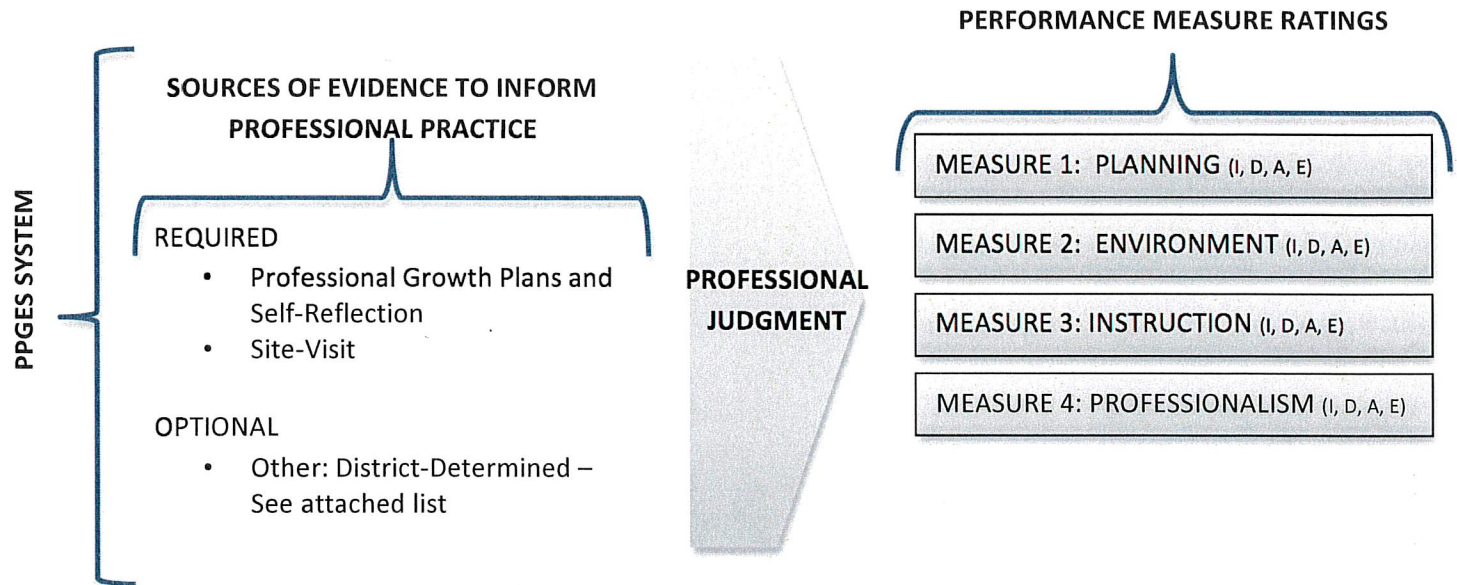 PPGES SYSTEM
SOURCES OF EVIDENCE TO INFORM
PROFESSIONAL PRACTICE
REQUIRED
• Professional Growth Plans and
Self-Reflection
• Site-Visit
OPTIONAL
• Other: District-Determined –
See attached list
PROFESSIONAL
JUDGMENT
PERFORMANCE MEASURE RATINGS
MEASURE 1: PLANNING (I, D, A, E)
MEASURE 2: ENVIRONMENT (I, D, A, E)
MEASURE 3: INSTRUCTION (I, D, A, E)
MEASURE 4: PROFESSIONALISM (I, D, A, E)